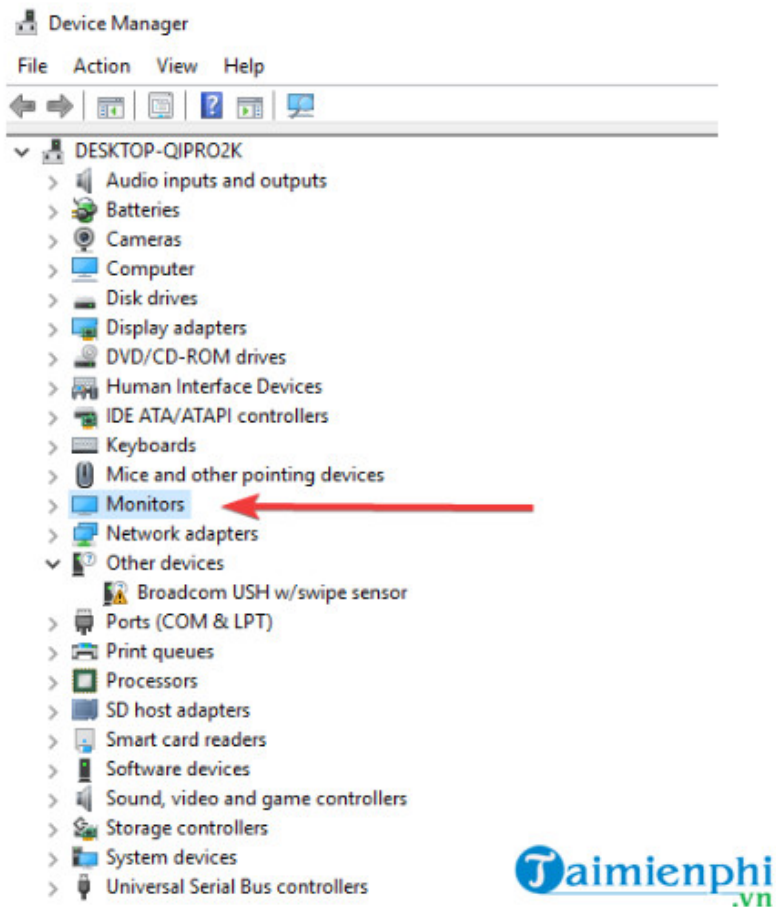 Device Manager
File Action View Help
DESKTOP-QIPRO2K
Audio inputs and outputs
Batteries
Cameras
Computer
Disk drives
Display adapters
DVD/CD-ROM drives
Human Interface Devices
IDE ATA/ATAPI controllers
Keyboards
Mice and other pointing devices
Monitors
Network adapters
Other devices
Broadcom USH w/swipe sensor
Ports (COM & LPT)
Print queues
Processors
SD host adapters
Smart card readers
Software devices
Sound, video and game controllers
Storage controllers
System devices
Universal Serial Bus controllers
Taimienphi
.vn